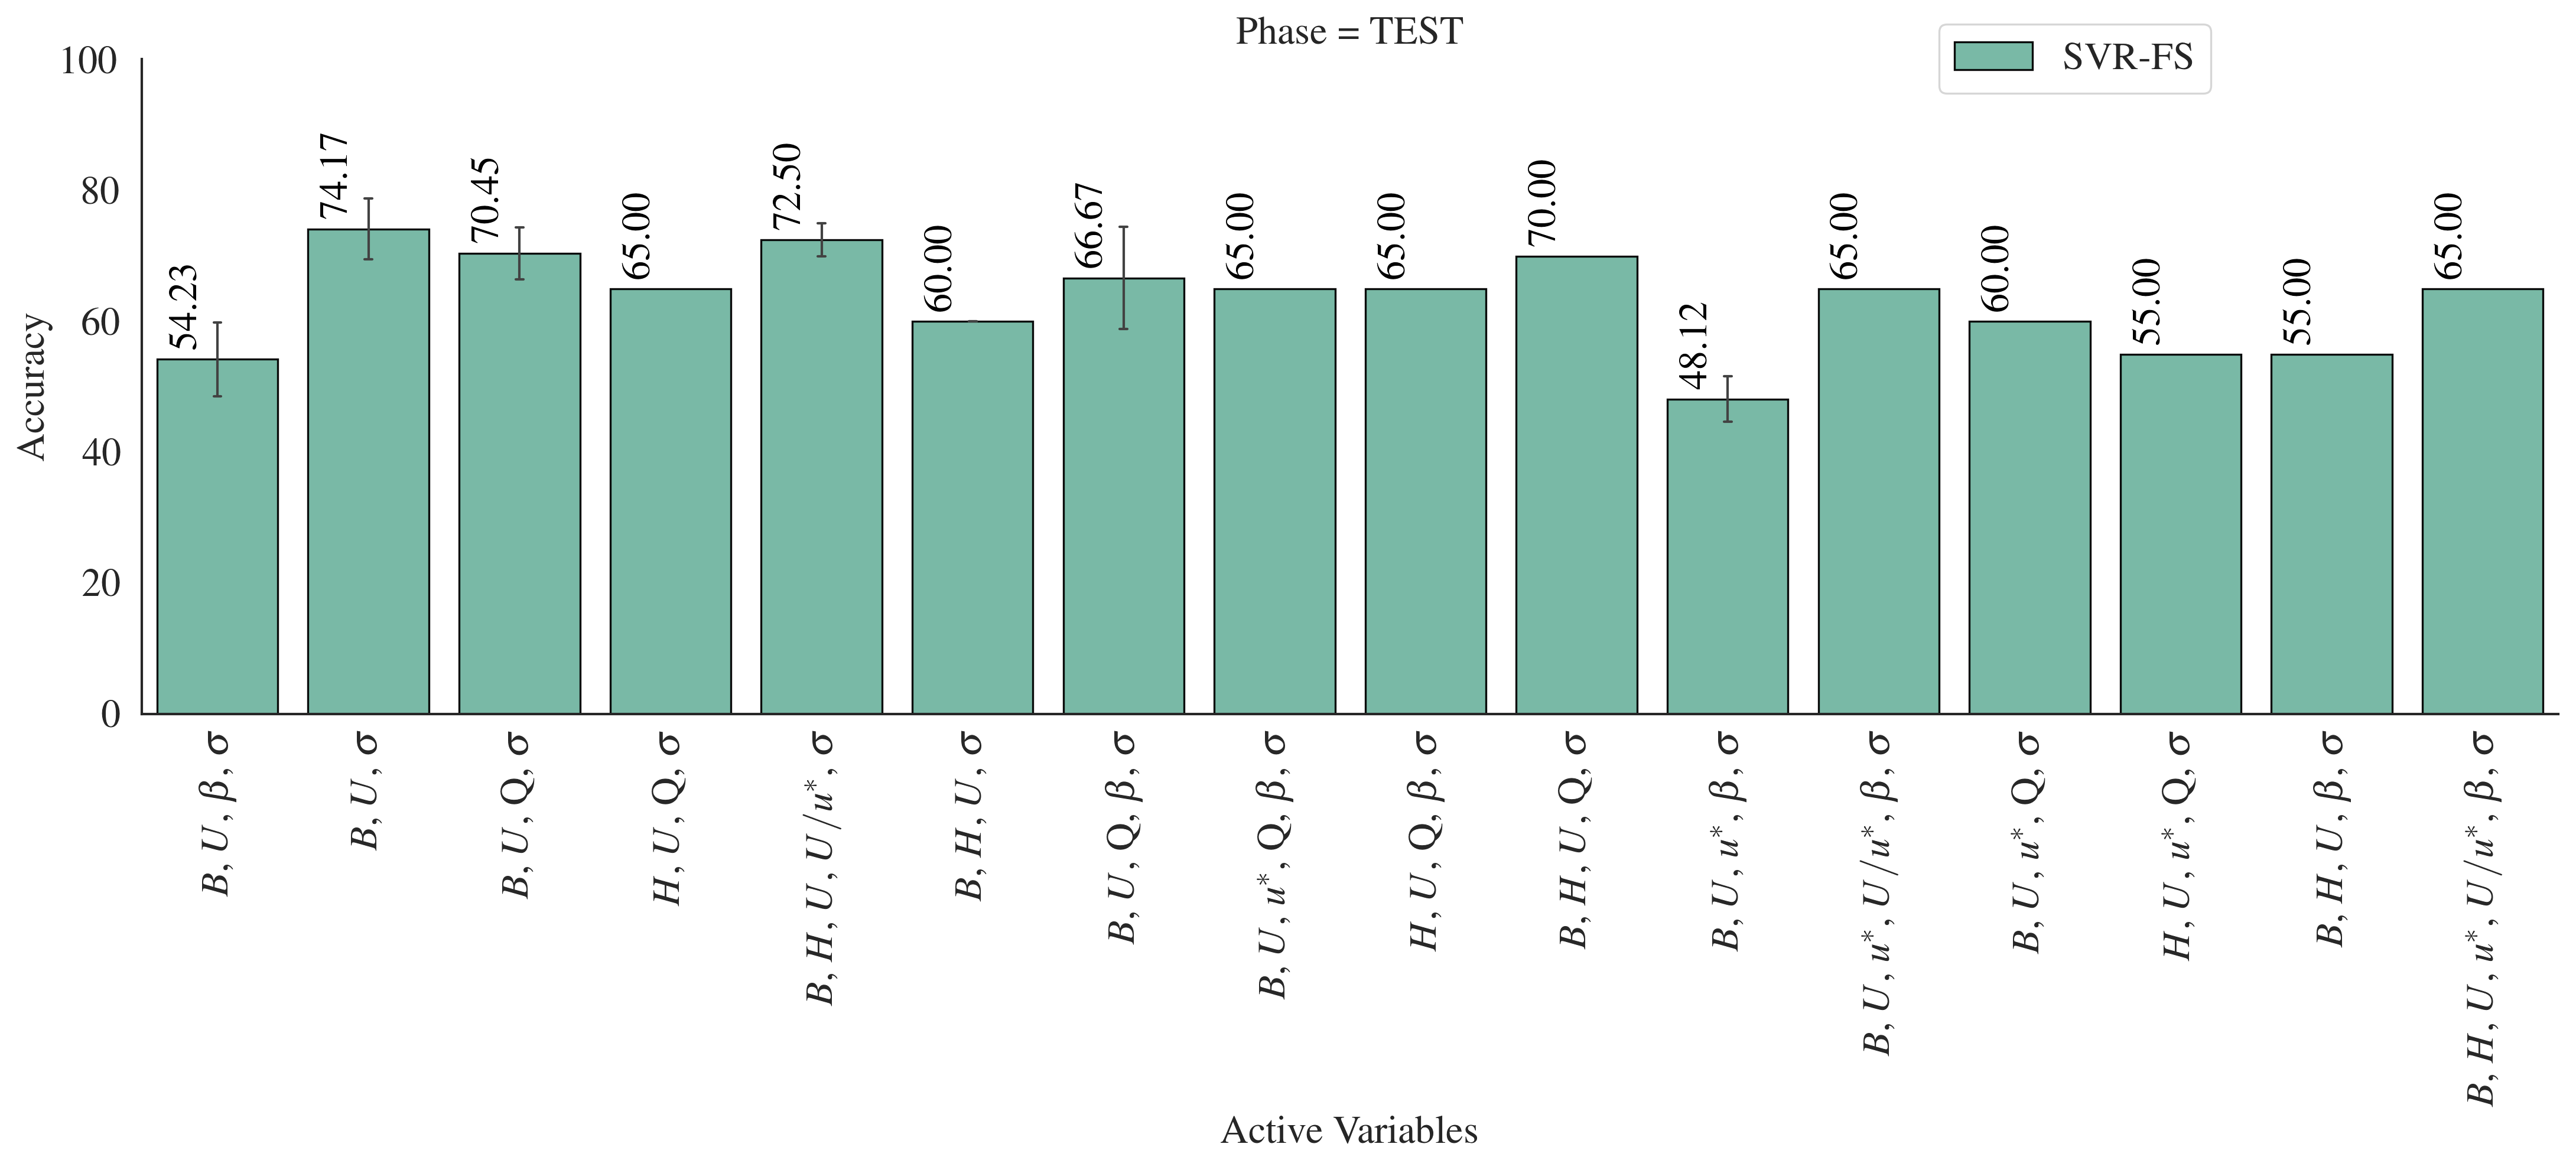 Phase = TEST
SVR-FS
100
80
60
40
20
0
Accuracy
54.23
74.17
70.45
65.00
72.50
60.00
66.67
65.00
65.00
70.00
48.12
65.00
60.00
55.00
55.00
65.00
B, U, β, σ
B, U, σ
B, U, Q, σ
H, U, Q, σ
B, H, U, U/u*, σ
B, H, U, σ
B, U, Q, β, σ
B, U, u*, Q, β, σ
H, U, Q, β, σ
B, H, U, Q, σ
B, U, u*, β, σ
B, U, u*, U/u*, β, σ
B, U, u*, Q, σ
H, U, u*, Q, σ
B, H, U, β, σ
B, H, U, u*, U/u*, β, σ
Active Variables